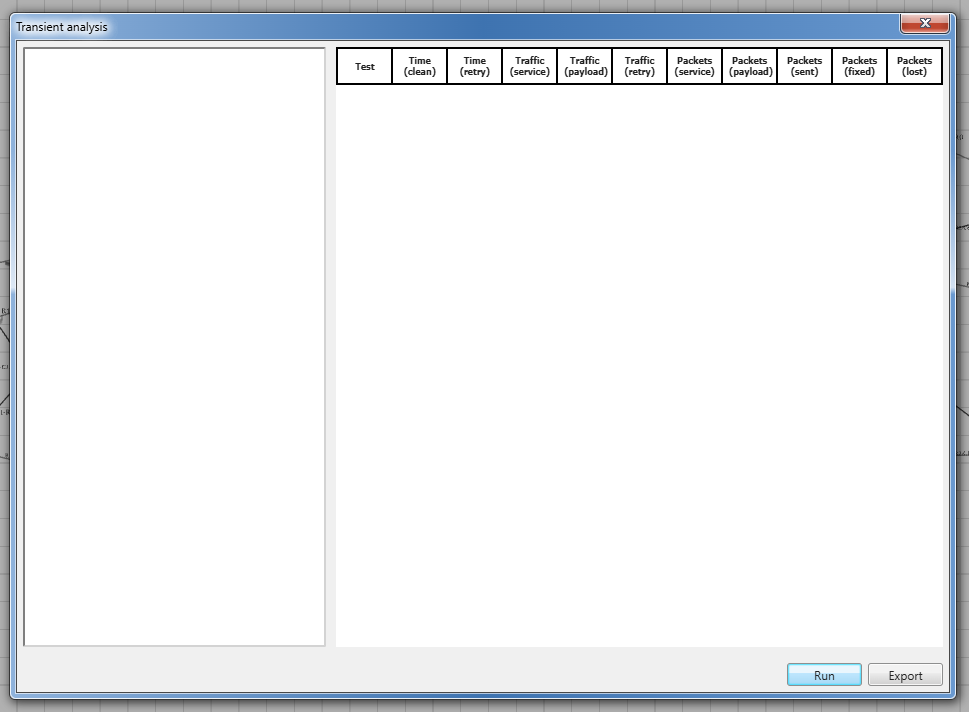 Transient analysis
Test
Time
(clean)
Time
(retry)
Traffic
(service)
Traffic
(payload)
Traffic
(retry)
Packets
(service)
Packets
(payload)
Packets
(sent)
Packets
(fixed)
Packets
(lost)
Run
Export